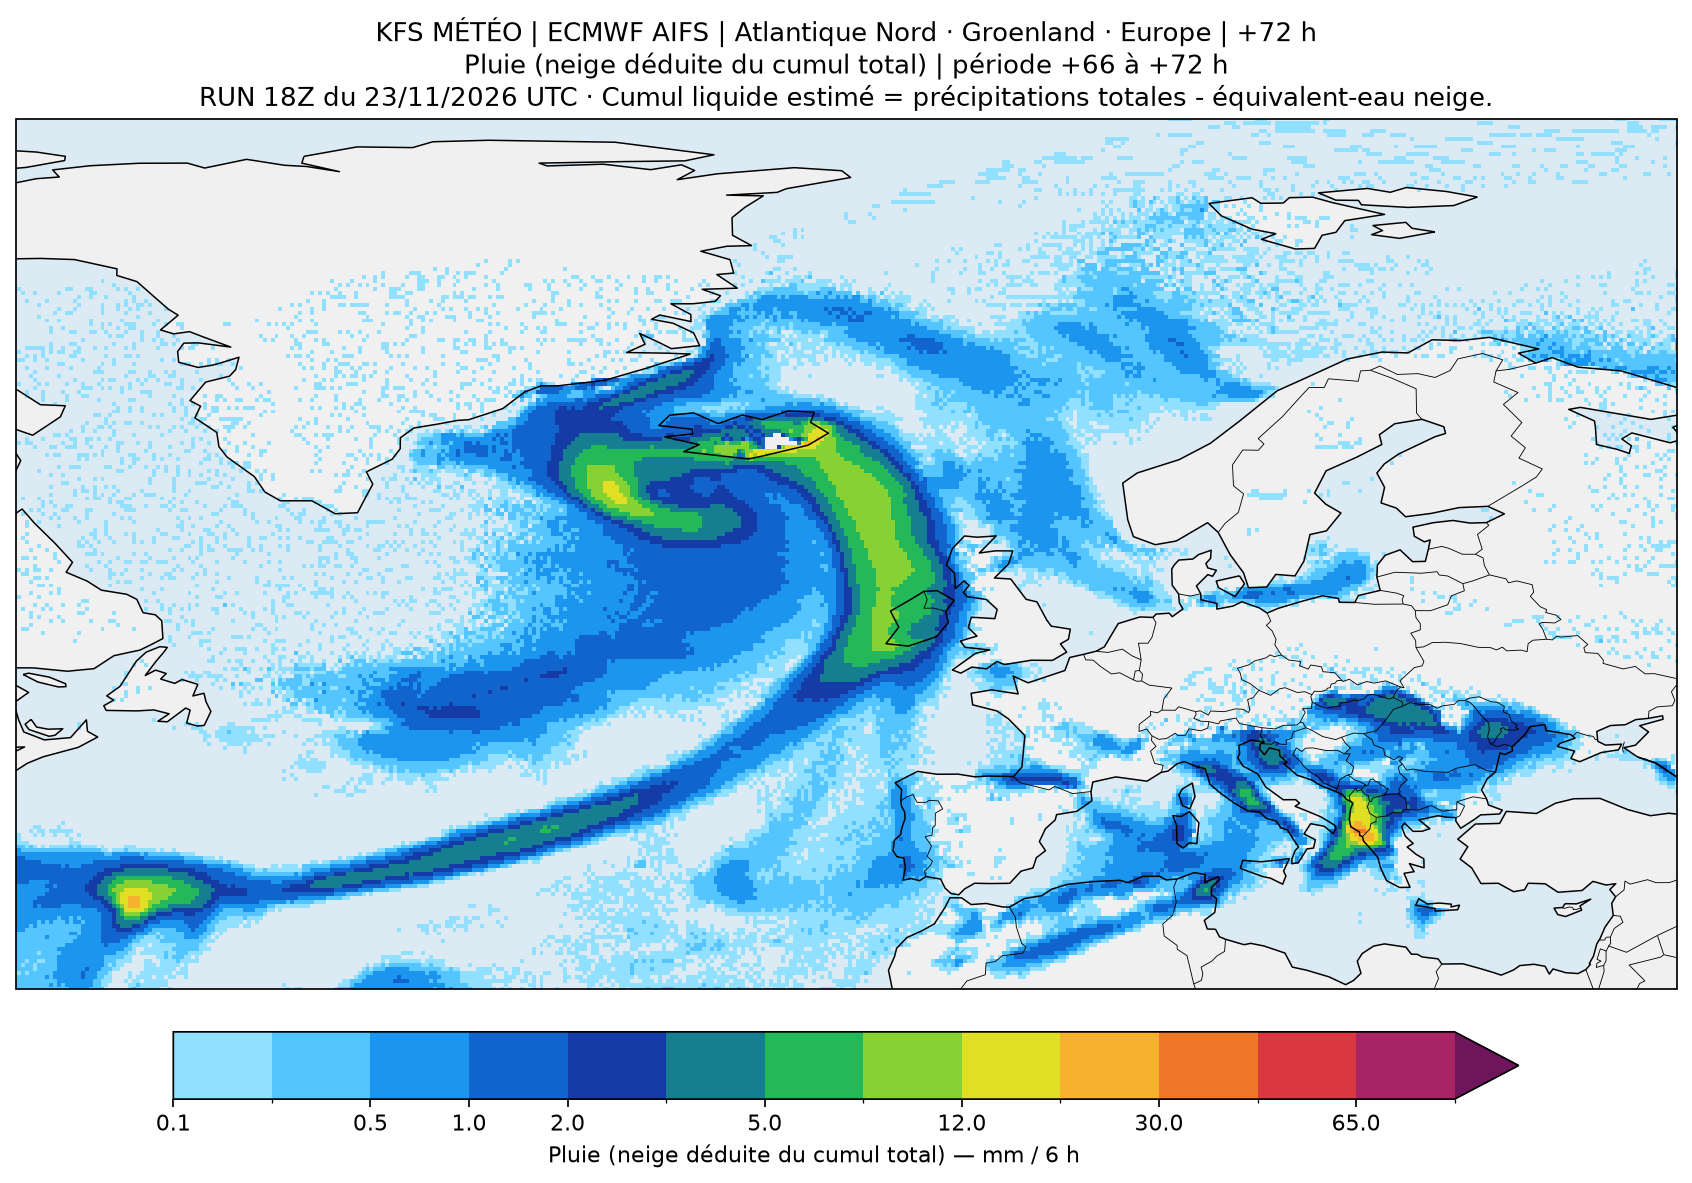 KFS MÉTÉO | ECMWF AIFS | Atlantique Nord · Groenland · Europe | +72 h
Pluie (neige déduite du cumul total) | période +66 à +72 h
RUN 18Z du 23/11/2026 UTC · Cumul liquide estimé = précipitations totales - équivalent-eau neige.
0.1 0.5 1.0 2.0 5.0 12.0 30.0 65.0
Pluie (neige déduite du cumul total) — mm / 6 h